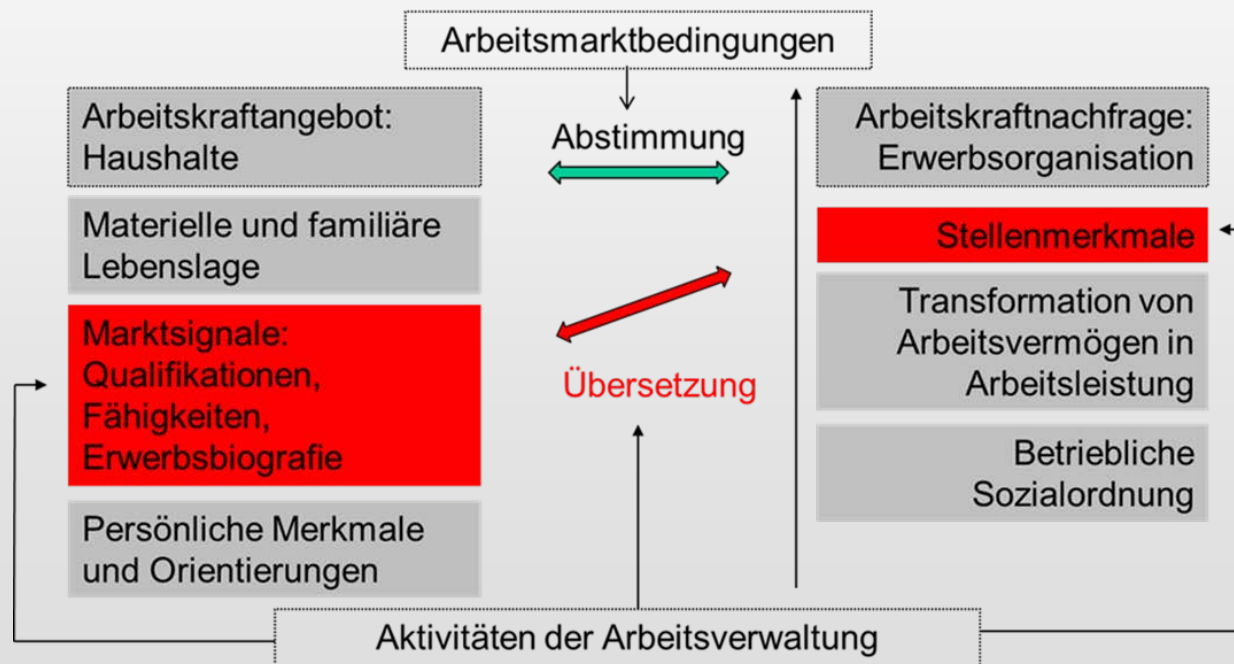 Arbeitsmarktbedingungen
Arbeitskraftangebot:
Haushalte
Materielle und familiäre
Lebenslage
Marktsignale:
Qualifikationen,
Fähigkeiten,
Erwerbsbiografie
Persönliche Merkmale
und Orientierungen
Abstimmung
Übersetzung
Arbeitskraftnachfrage:
Erwerbsorganisation
Stellenmerkmale
Transformation von
Arbeitsvermögen in
Arbeitsleistung
Betriebliche
Sozialordnung
Aktivitäten der Arbeitsverwaltung